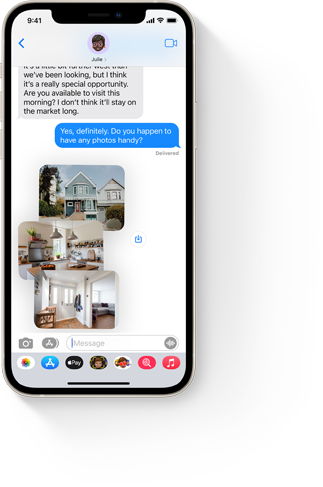 9:41
Julie
it's a little bit further west than
we've been looking, but I think
it's a really special opportunity.
Are you available to visit this
morning? I don't think it'll stay on
the market long.
Yes, definitely. Do you happen to
have any photos handy?
Delivered
Message
Pay